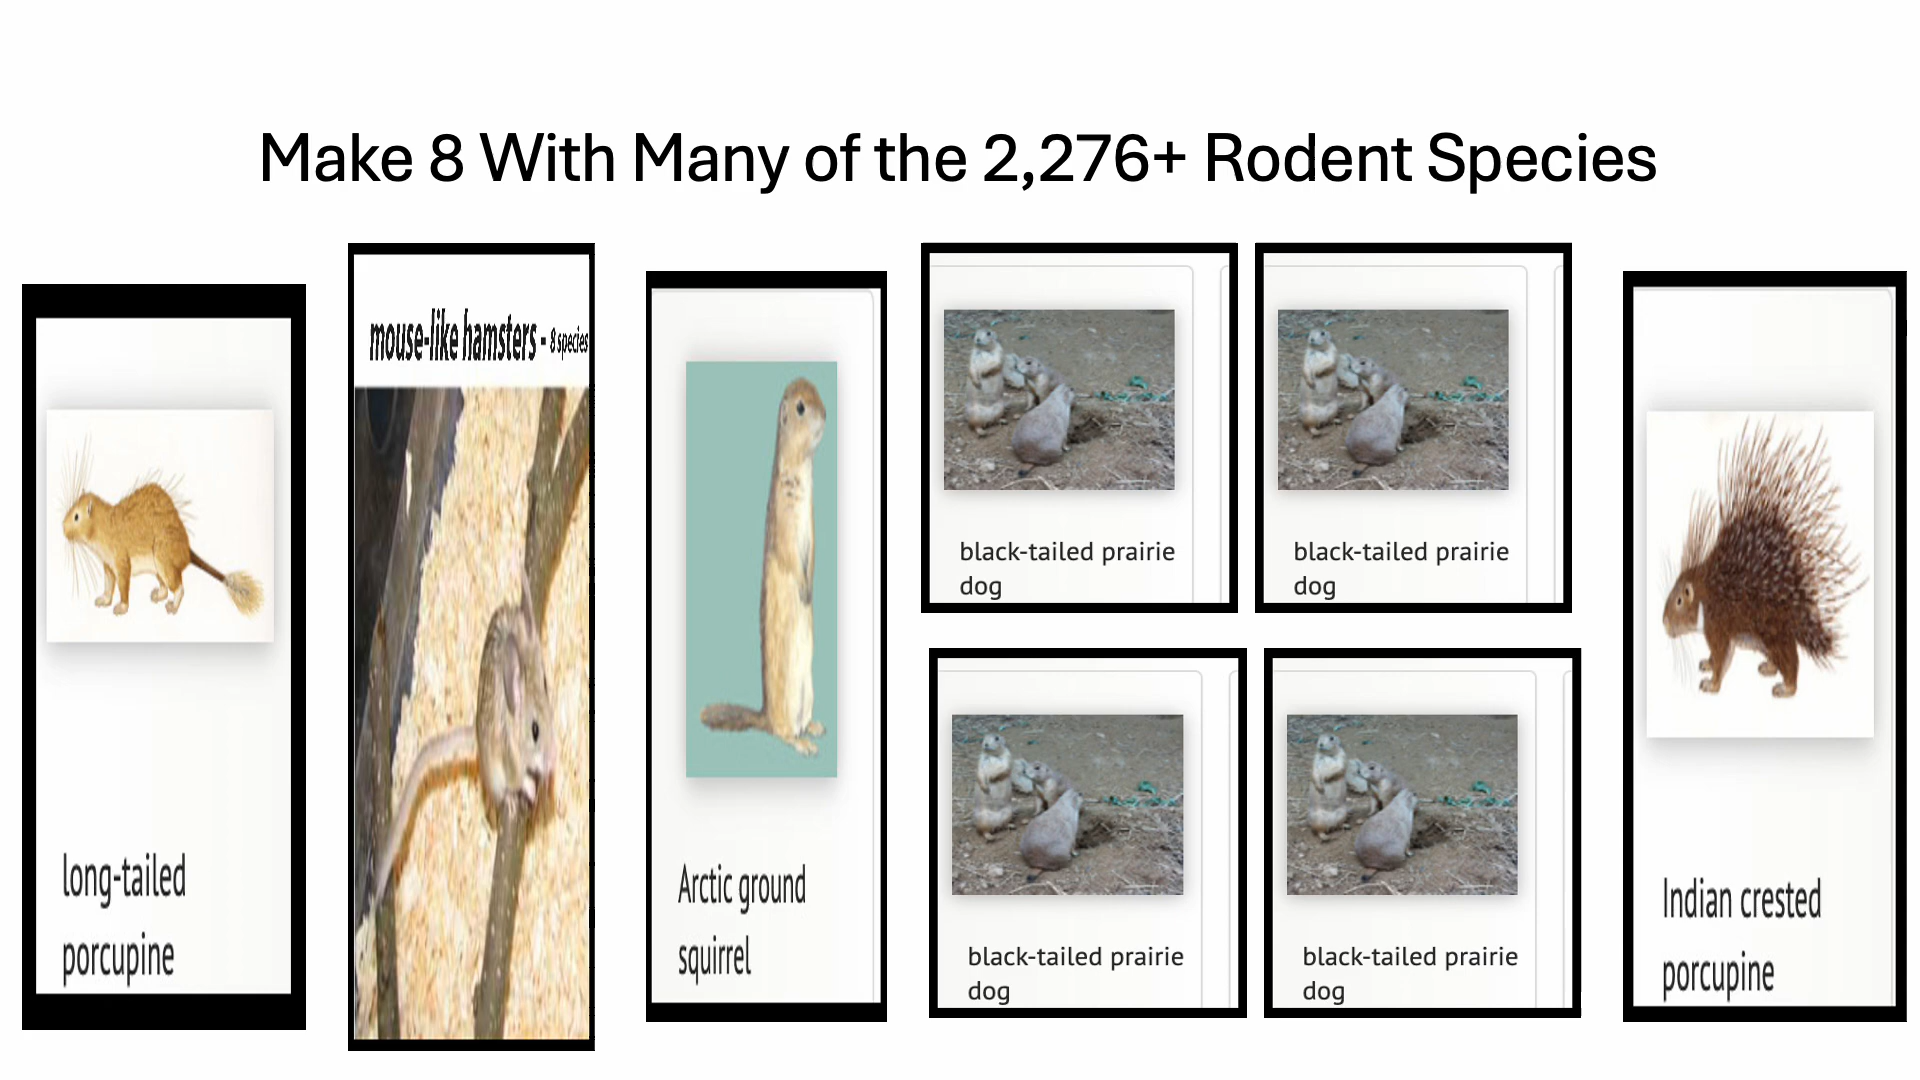 Make 8 With Many of the 2,276+ Rodent Species
long-tailed
porcupine
mouse-like hamsters - 8 species
Arctic ground
squirrel
black-tailed prairie
dog
black-tailed prairie
dog
black-tailed prairie
dog
black-tailed prairie
dog
Indian crested
porcupine